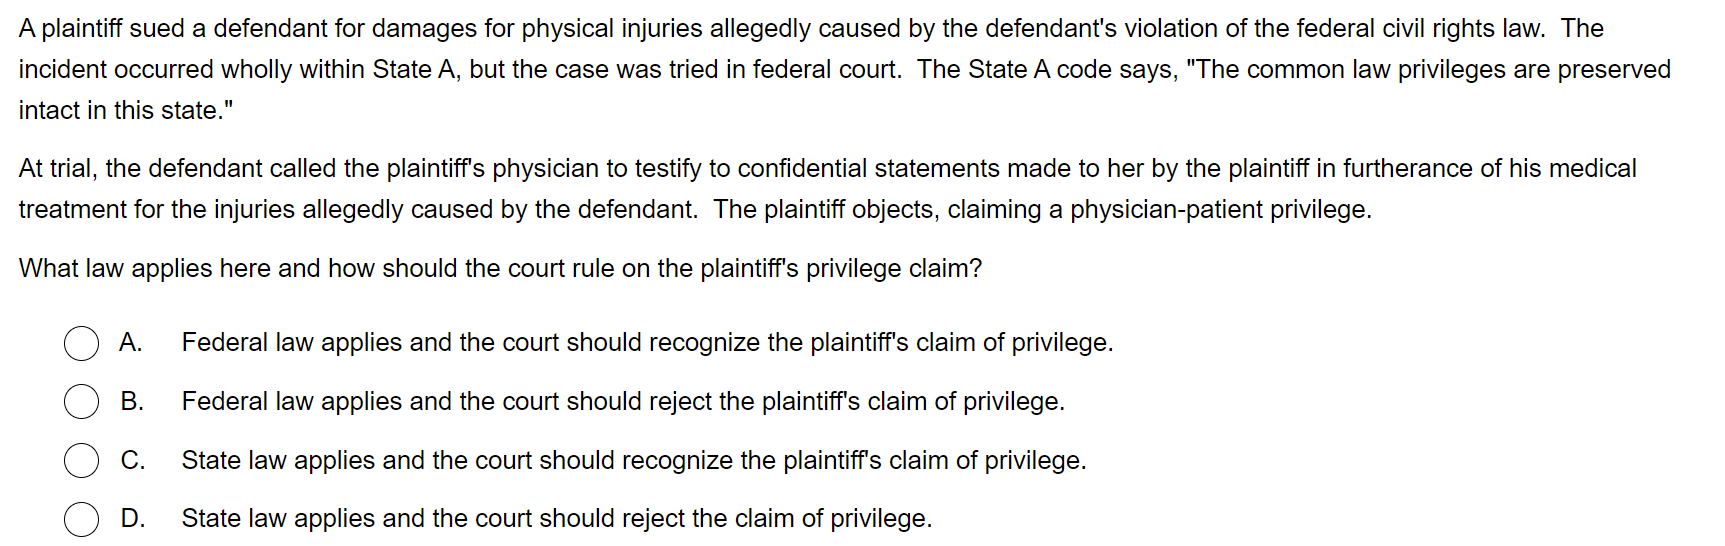 A plaintiff sued a defendant for damages for physical injuries allegedly caused by the defendant's violation of the federal civil rights law.  The
incident occurred wholly within State A, but the case was tried in federal court.  The State A code says, "The common law privileges are preserved
intact in this state."
At trial, the defendant called the plaintiff's physician to testify to confidential statements made to her by the plaintiff in furtherance of his medical
treatment for the injuries allegedly caused by the defendant.  The plaintiff objects, claiming a physician-patient privilege.
What law applies here and how should the court rule on the plaintiff's privilege claim?
A. Federal law applies and the court should recognize the plaintiff's claim of privilege.
B. Federal law applies and the court should reject the plaintiff's claim of privilege.
C. State law applies and the court should recognize the plaintiff's claim of privilege.
D. State law applies and the court should reject the claim of privilege.